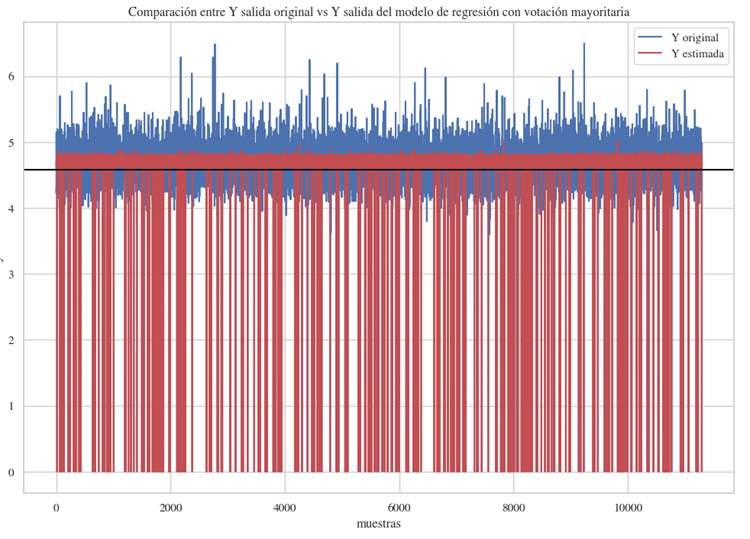 Comparación entre Y salida original vs Y salida del modelo de regresión con votación mayoritaria
Y original
Y estimada
6
5
4
3
2
1
0
0 2000 4000 6000 8000 10000
muestras